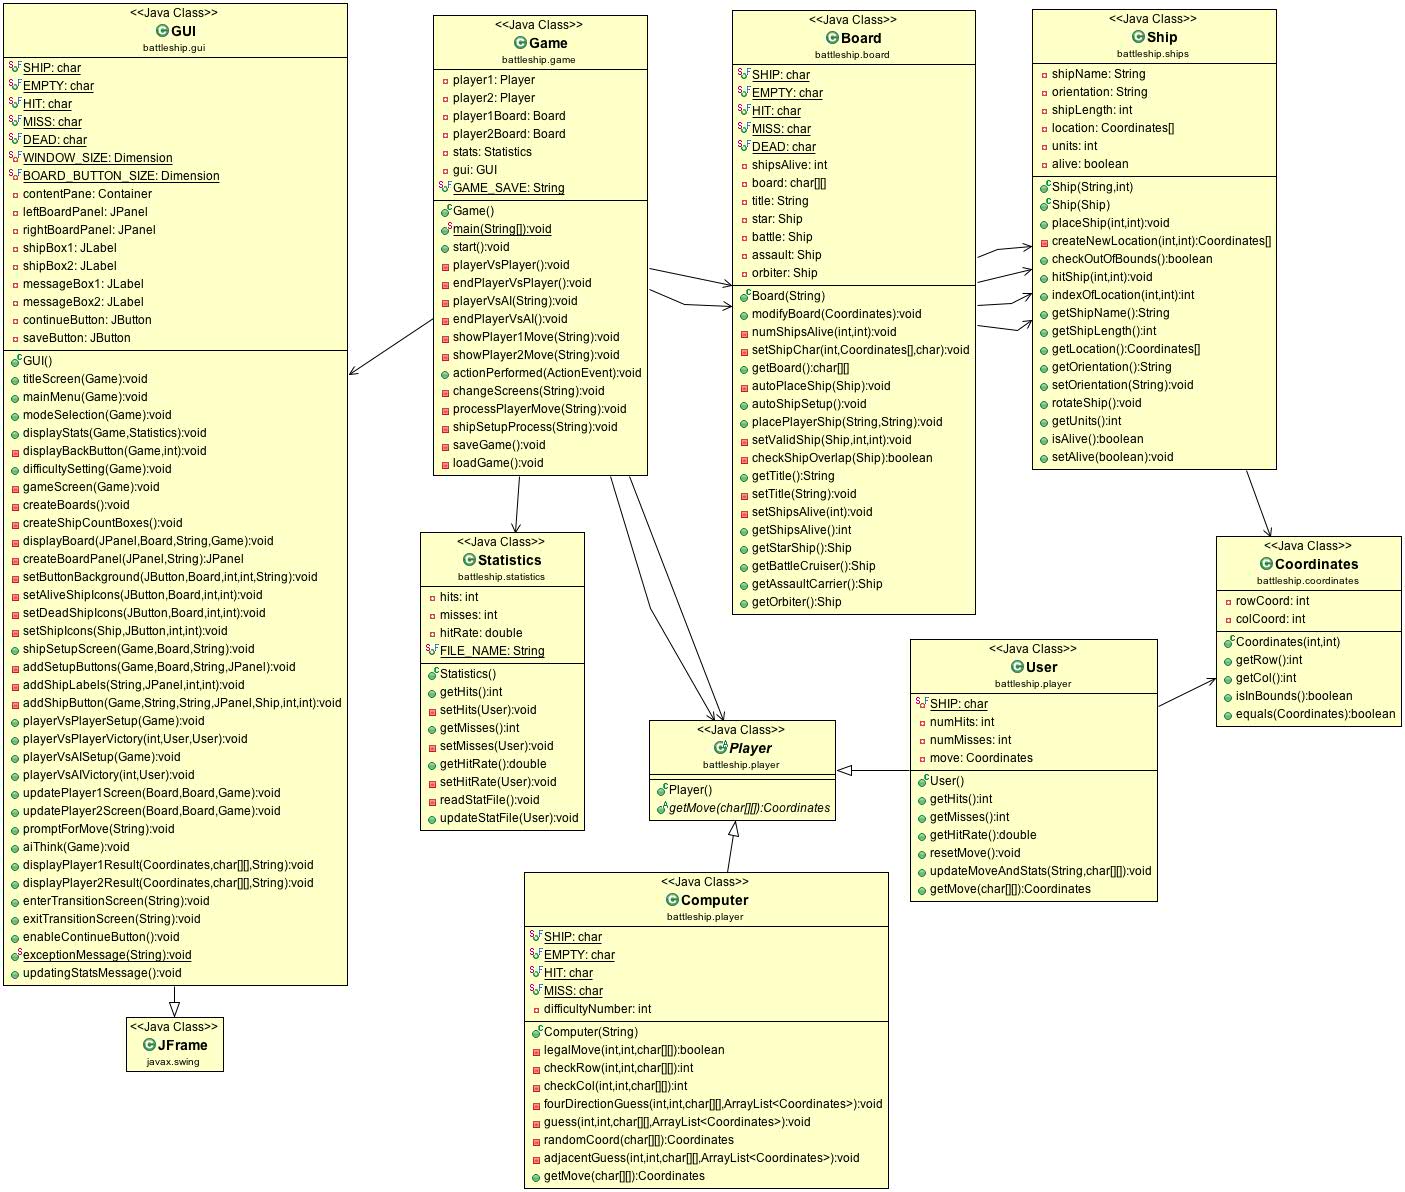 <<Java Class>>
GUI
battleship.gui
SHIP: char
EMPTY: char
HIT: char
MISS: char
DEAD: char
WINDOW_SIZE: Dimension
BOARD_BUTTON_SIZE: Dimension
contentPane: Container
leftBoardPanel: JPanel
rightBoardPanel: JPanel
shipBox1: JLabel
shipBox2: JLabel
messageBox1: JLabel
messageBox2: JLabel
continueButton: JButton
saveButton: JButton
GUI()
titleScreen(Game):void
mainMenu(Game):void
modeSelection(Game):void
displayStats(Game,Statistics):void
displayBackButton(Game,int):void
difficultySetting(Game):void
gameScreen(Game):void
createBoards():void
createShipCountBoxes():void
displayBoard(JPanel,Board,String,Game):void
createBoardPanel(JPanel,String):JPanel
setButtonBackground(JButton,Board,int,int,String):void
setAliveShipIcons(JButton,Board,int,int):void
setDeadShipIcons(JButton,Board,int,int):void
setShipIcons(Ship,JButton,int,int):void
shipSetupScreen(Game,Board,String):void
addSetupButtons(Game,Board,String,JPanel):void
addShipLabels(String,JPanel,int,int):void
addShipButton(Game,String,String,JPanel,Ship,int,int):void
playerVsPlayerSetup(Game):void
playerVsPlayerVictory(int,User,User):void
playerVsAISetup(Game):void
playerVsAIVictory(int,User):void
updatePlayer1Screen(Board,Board,Game):void
updatePlayer2Screen(Board,Board,Game):void
promptForMove(String):void
aiThink(Game):void
displayPlayer1Result(Coordinates,char[][],String):void
displayPlayer2Result(Coordinates,char[][],String):void
enterTransitionScreen(String):void
exitTransitionScreen(String):void
enableContinueButton():void
exceptionMessage(String):void
updatingStatsMessage():void
<<Java Class>>
JFrame
javax.swing
<<Java Class>>
Game
battleship.game
player1: Player
player2: Player
player1Board: Board
player2Board: Board
stats: Statistics
gui: GUI
GAME_SAVE: String
Game()
main(String[]):void
start():void
playerVsPlayer():void
endPlayerVsPlayer():void
playerVsAI(String):void
endPlayerVsAI():void
showPlayer1Move(String):void
showPlayer2Move(String):void
actionPerformed(ActionEvent):void
changeScreens(String):void
processPlayerMove(String):void
shipSetupProcess(String):void
saveGame():void
loadGame():void
<<Java Class>>
Board
battleship.board
SHIP: char
EMPTY: char
HIT: char
MISS: char
DEAD: char
shipsAlive: int
board: char[][]
title: String
star: Ship
battle: Ship
assault: Ship
orbiter: Ship
Board(String)
modifyBoard(Coordinates):void
numShipsAlive(int,int):void
setShipChar(int,Coordinates[],char):void
getBoard():char[][]
autoPlaceShip(Ship):void
autoShipSetup():void
placePlayerShip(String,String):void
setValidShip(Ship,int,int):void
checkShipOverlap(Ship):boolean
getTitle():String
setTitle(String):void
setShipsAlive(int):void
getShipsAlive():int
getStarShip():Ship
getBattleCruiser():Ship
getAssaultCarrier():Ship
getOrbiter():Ship
<<Java Class>>
Ship
battleship.ships
shipName: String
orientation: String
shipLength: int
location: Coordinates[]
units: int
alive: boolean
Ship(String,int)
Ship(Ship)
placeShip(int,int):void
createNewLocation(int,int):Coordinates[]
checkOutOfBounds():boolean
hitShip(int,int):void
indexOfLocation(int,int):int
getShipName():String
getShipLength():int
getLocation():Coordinates[]
getOrientation():String
setOrientation(String):void
rotateShip():void
getUnits():int
isAlive():boolean
setAlive(boolean):void
<<Java Class>>
Statistics
battleship.statistics
hits: int
misses: int
hitRate: double
FILE_NAME: String
Statistics()
getHits():int
setHits(User):void
getMisses():int
setMisses(User):void
getHitRate():double
setHitRate(User):void
readStatFile():void
updateStatFile(User):void
<<Java Class>>
Coordinates
battleship.coordinates
rowCoord: int
colCoord: int
Coordinates(int,int)
getRow():int
getCol():int
isInBounds():boolean
equals(Coordinates):boolean
<<Java Class>>
User
battleship.player
SHIP: char
numHits: int
numMisses: int
move: Coordinates
User()
getHits():int
getMisses():int
getHitRate():double
resetMove():void
updateMoveAndStats(String,char[][]):void
getMove(char[][]):Coordinates
<<Java Class>>
Player
battleship.player
Player()
getMove(char[][]):Coordinates
<<Java Class>>
Computer
battleship.player
SHIP: char
EMPTY: char
HIT: char
MISS: char
difficultyNumber: int
Computer(String)
legalMove(int,int,char[][]):boolean
checkRow(int,int,char[][]):int
checkCol(int,int,char[][]):int
fourDirectionGuess(int,int,char[][],ArrayList<Coordinates>):void
guess(int,int,char[][],ArrayList<Coordinates>):void
randomCoord(char[][]):Coordinates
adjacentGuess(int,int,char[][],ArrayList<Coordinates>):void
getMove(char[][]):Coordinates